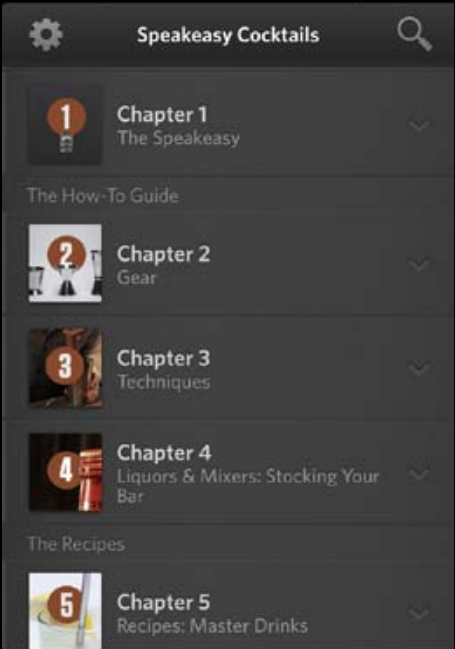 Speakeasy Cocktails
1
Chapter 1
The Speakeasy
The How-To Guide
2
Chapter 2
Gear
3
Chapter 3
Techniques
4
Chapter 4
Liquors & Mixers: Stocking Your
Bar
The Recipes
5
Chapter 5
Recipes: Master Drinks